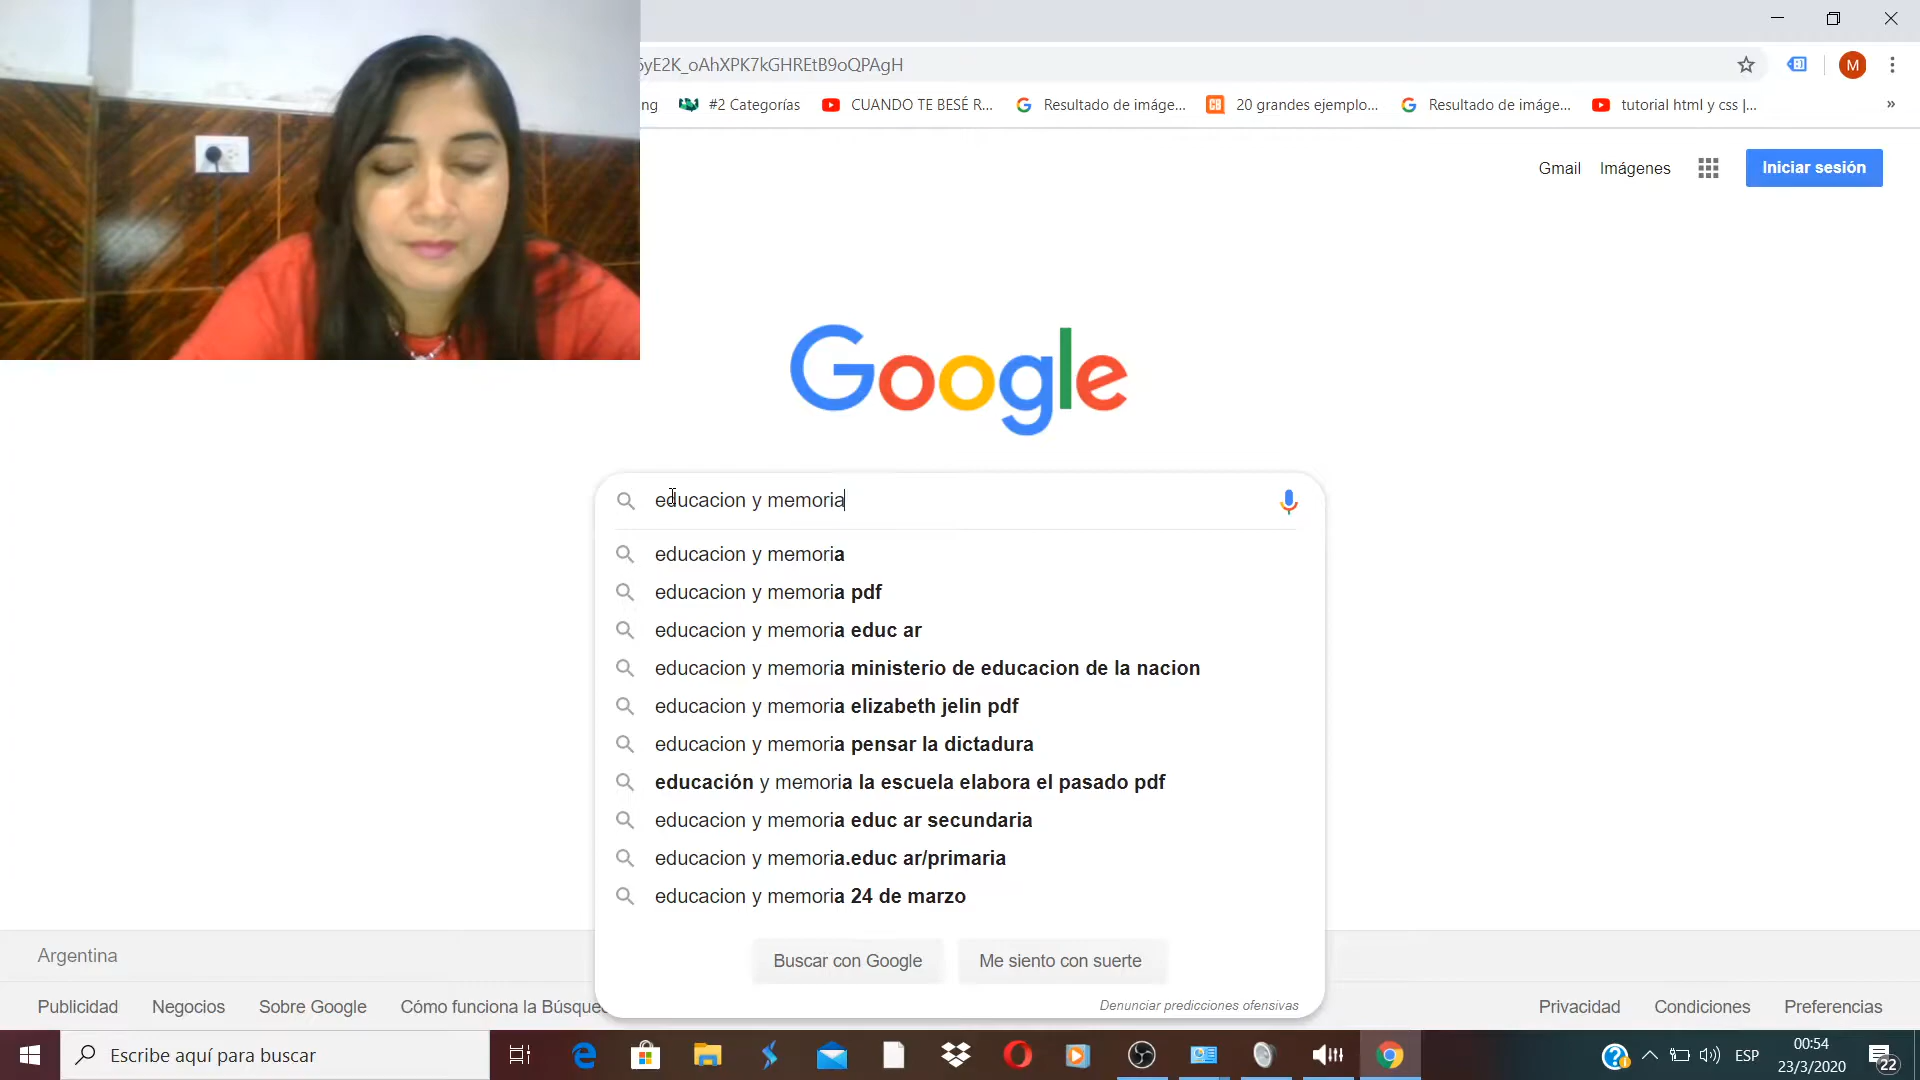 5yE2K_oAhXPK7kGHREtB9oQPAgH
M
ng
#2 Categorías
CUANDO TE BESÉ R...
Resultado de imáge...
20 grandes ejemplo...
Resultado de imáge...
tutorial html y css |...
»
Gmail
Imágenes
Iniciar sesión
Google
educacion y memoria
educacion y memoria
educacion y memoria pdf
educacion y memoria educ ar
educacion y memoria ministerio de educacion de la nacion
educacion y memoria elizabeth jelin pdf
educacion y memoria pensar la dictadura
educación y memoria la escuela elabora el pasado pdf
educacion y memoria educ ar secundaria
educacion y memoria.educ ar/primaria
educacion y memoria 24 de marzo
Buscar con Google
Me siento con suerte
Denunciar predicciones ofensivas
Argentina
Publicidad
Negocios
Sobre Google
Cómo funciona la Búsque
Privacidad
Condiciones
Preferencias
Escribe aquí para buscar
ESP
00:54
23/3/2020
22